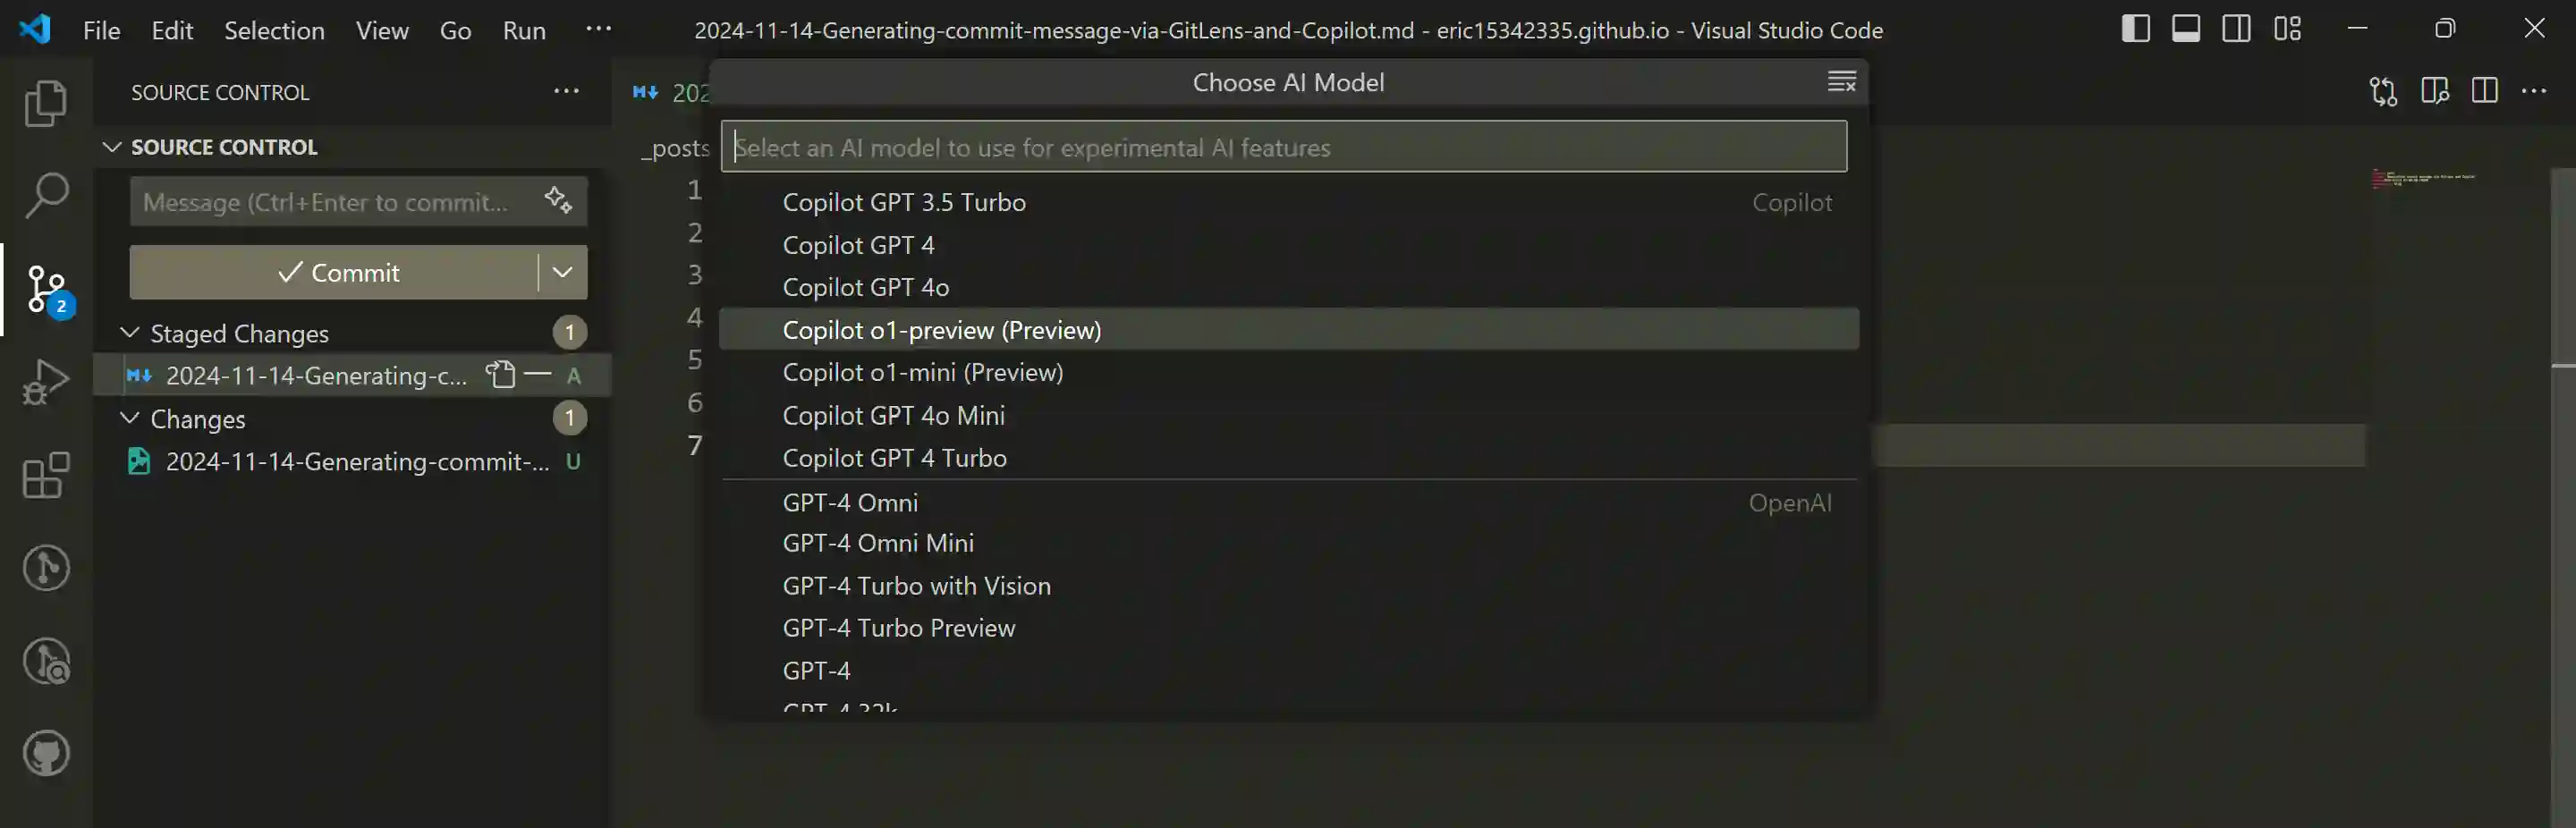 File Edit Selection View Go Run ···
2024-11-14-Generating-commit-message-via-GitLens-and-Copilot.md - eric15342335.github.io - Visual Studio Code
SOURCE CONTROL ···
SOURCE CONTROL
Message (Ctrl+Enter to commit...
Commit
Staged Changes 1
2024-11-14-Generating-c... A
Changes 1
2024-11-14-Generating-commit-... U
2
202
_posts
1
2
3
4
5
6
7
Choose AI Model
Select an AI model to use for experimental AI features
Copilot GPT 3.5 Turbo Copilot
Copilot GPT 4
Copilot GPT 4o
Copilot o1-preview (Preview)
Copilot o1-mini (Preview)
Copilot GPT 4o Mini
Copilot GPT 4 Turbo
GPT-4 Omni OpenAI
GPT-4 Omni Mini
GPT-4 Turbo with Vision
GPT-4 Turbo Preview
GPT-4
GPT-4 32k